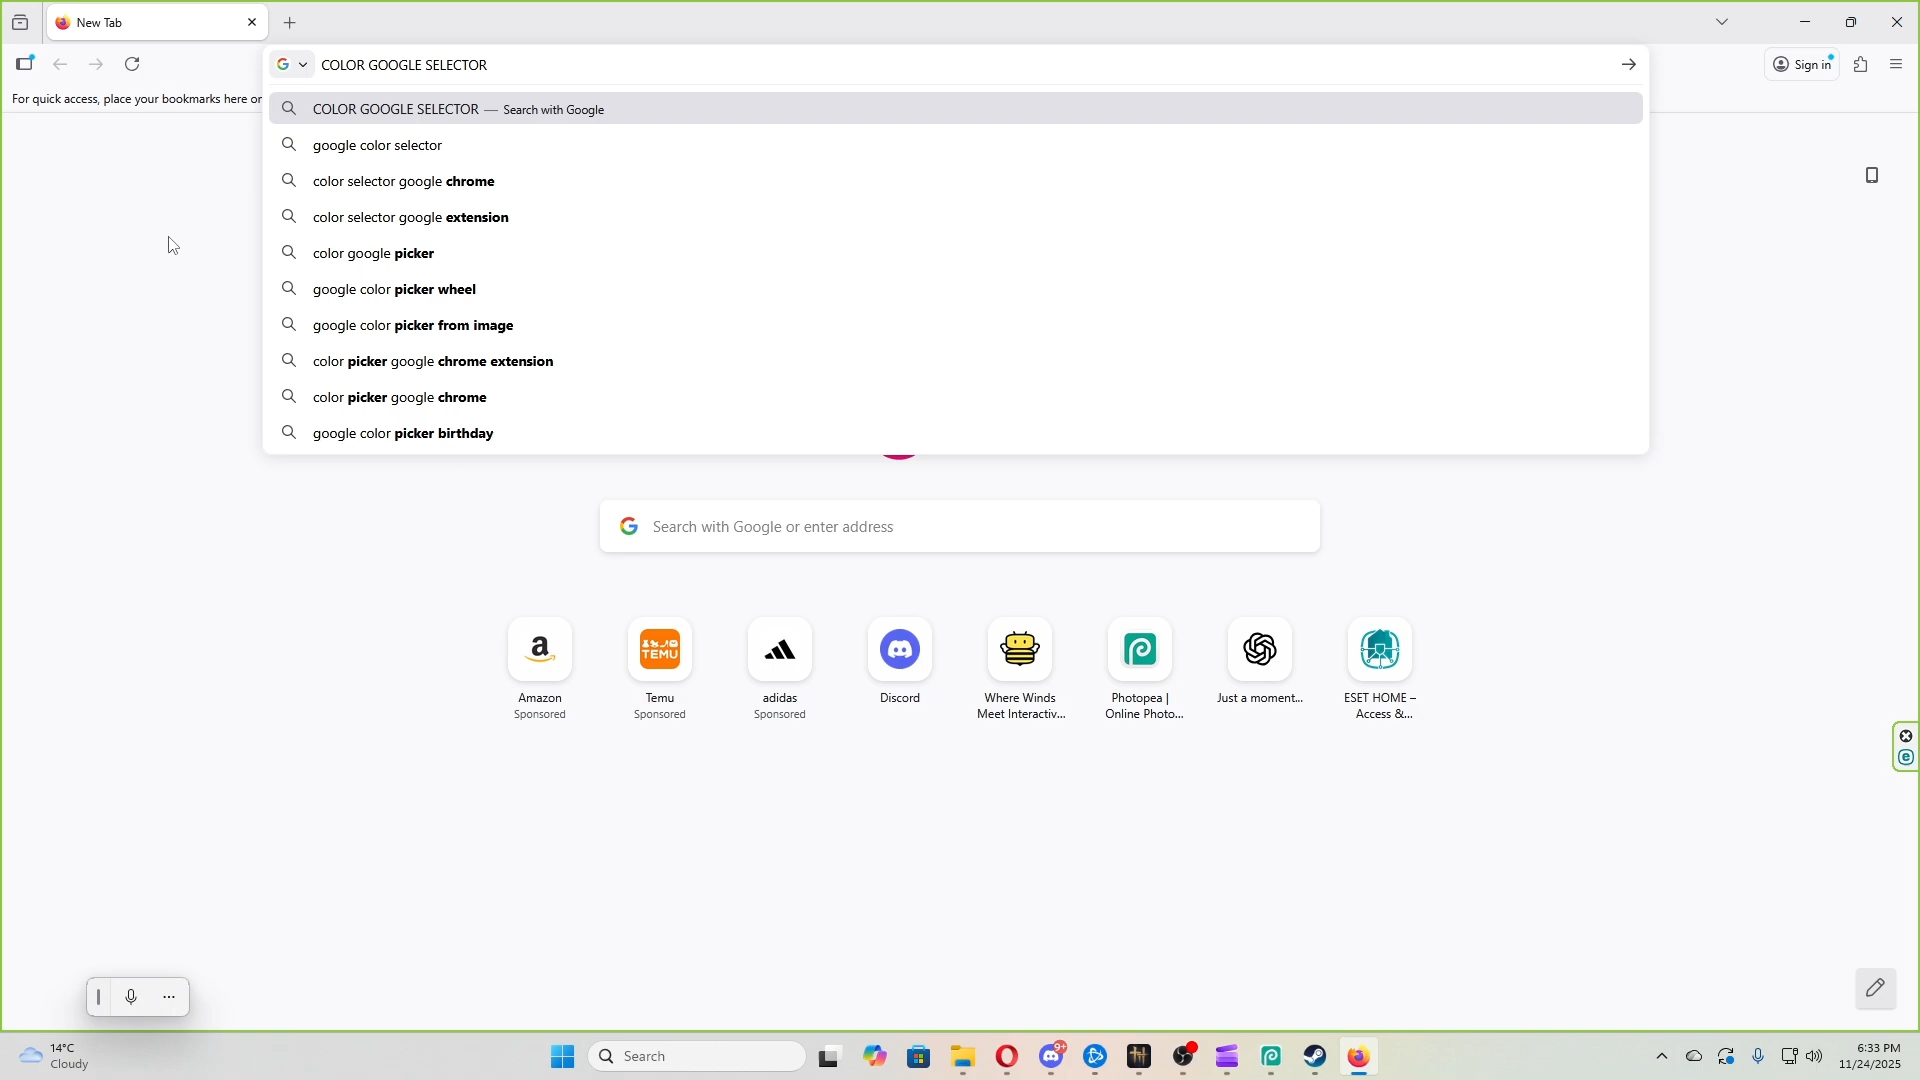 New Tab
COLOR GOOGLE SELECTOR
Sign in
For quick access, place your bookmarks here or
COLOR GOOGLE SELECTOR — Search with Google
google color selector
color selector google chrome
color selector google extension
color google picker
google color picker wheel
google color picker from image
color picker google chrome extension
color picker google chrome
google color picker birthday
Search with Google or enter address
TEMU
Amazon
Sponsored
Temu
Sponsored
adidas
Sponsored
Discord
Where Winds
Meet Interactiv...
Photopea |
Online Photo...
Just a moment...
ESET HOME –
Access &...
14°C
Cloudy
Search
9+
6:33 PM
11/24/2025